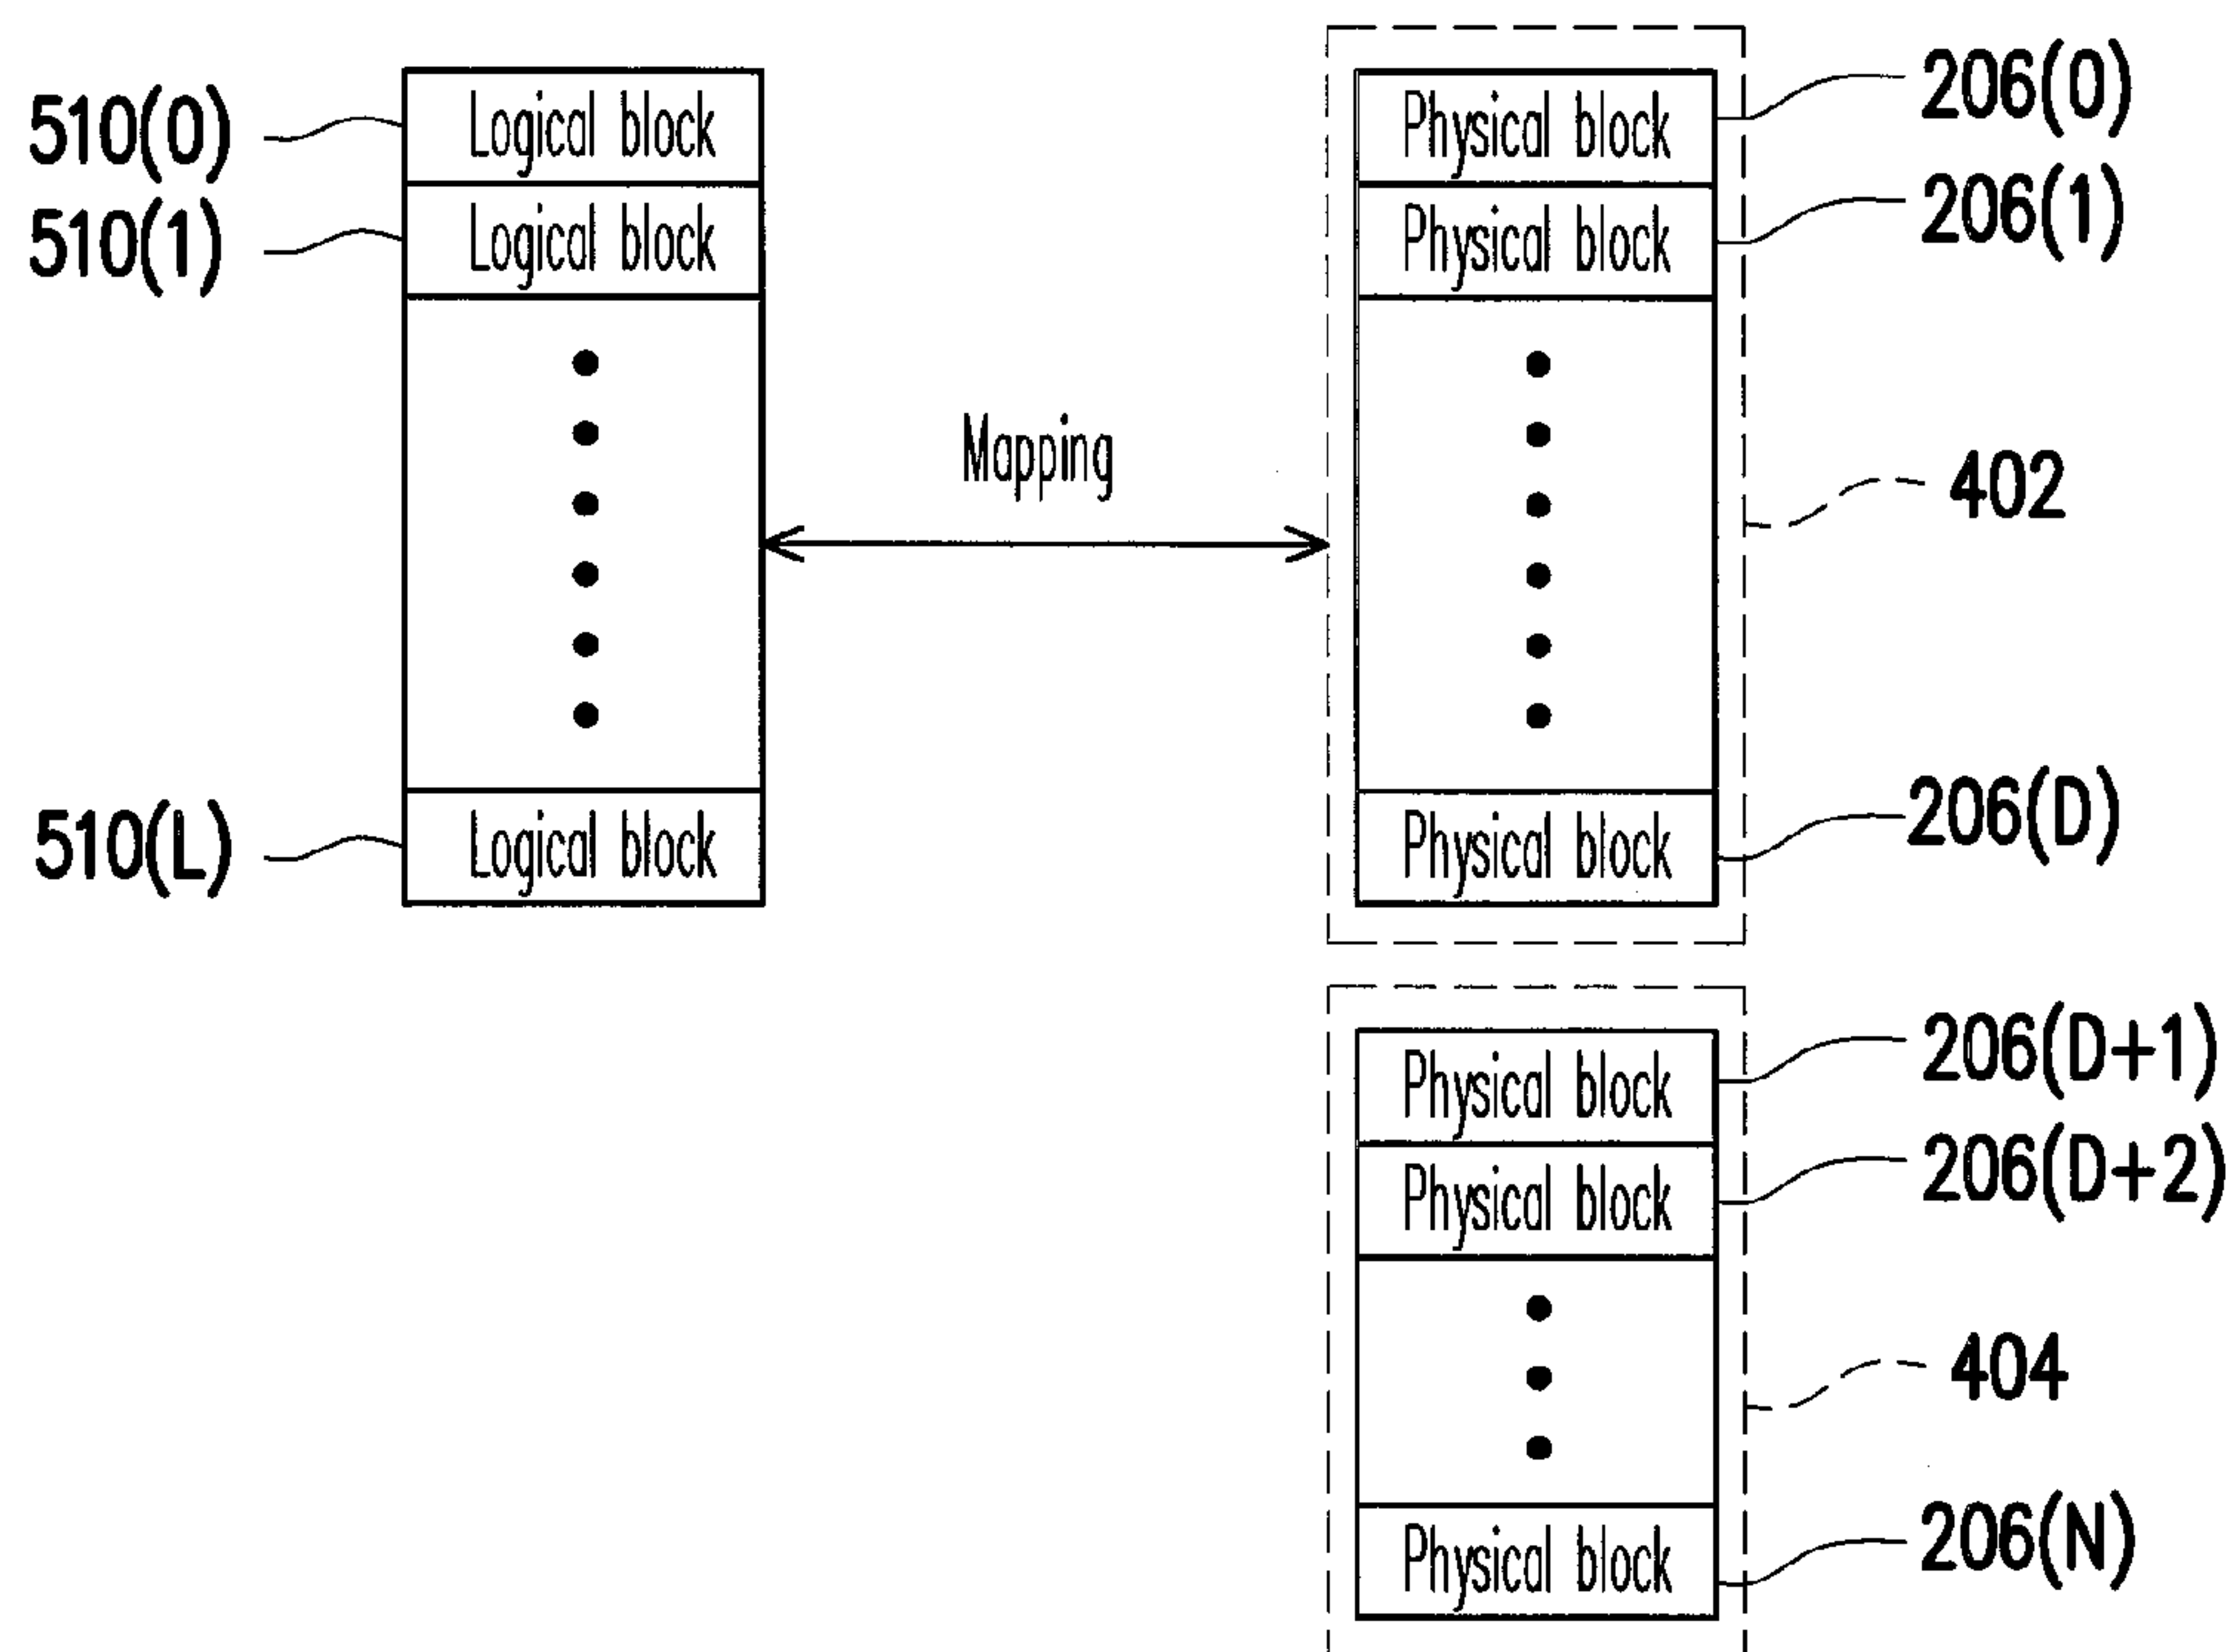 510(0)
Logical block
510(1)
Logical block
510(L)
Logical block
Mapping
Physical block
206(0)
Physical block
206(1)
402
Physical block
206(D)
Physical block
206(D+1)
Physical block
206(D+2)
404
Physical block
206(N)